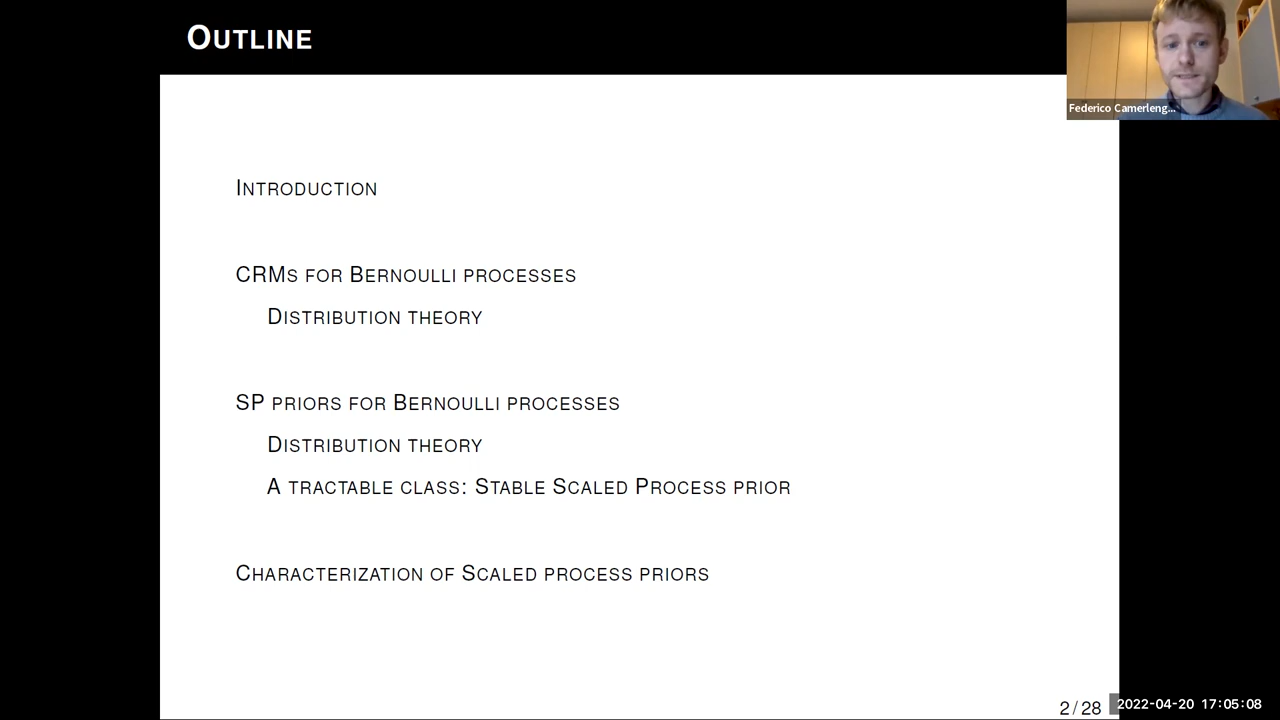 OUTLINE
Federico Camerleng...
INTRODUCTION
CRMS FOR BERNOULLI PROCESSES
DISTRIBUTION THEORY
SP PRIORS FOR BERNOULLI PROCESSES
DISTRIBUTION THEORY
A TRACTABLE CLASS: STABLE SCALED PROCESS PRIOR
CHARACTERIZATION OF SCALED PROCESS PRIORS
2 / 28
2022-04-20 17:05:08